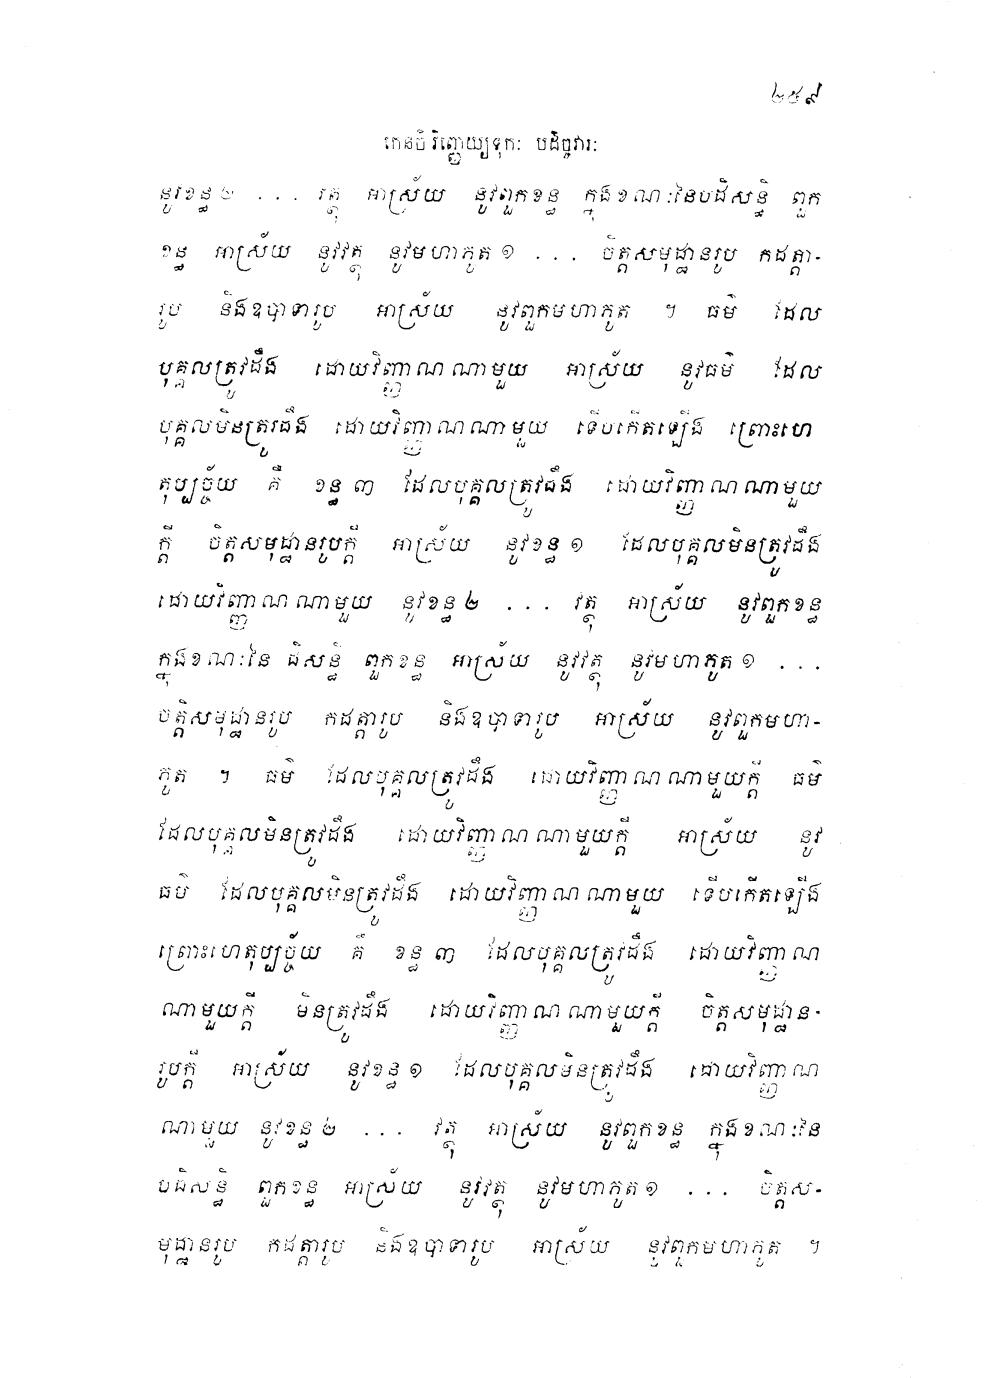 ២៥៩
កេនចិ វិញ្ញេយ្យទុកៈ បដិច្ចវារៈ
នូវខន្ធ ២ . . . វត្ថុ អាស្រ័យ នូវពួកខន្ធ ក្នុងខណៈនៃបដិសន្ធិ ពួក
ខន្ធ អាស្រ័យ នូវវត្ថុ នូវមហាភូត ១ . . . ចិត្តសមុដ្ឋានរូប កដត្តា-
រូប និងឧបាទារូប អាស្រ័យ នូវពួកមហាភូត ។ ធម៌ ដែល
បុគ្គលត្រូវដឹង ដោយវិញ្ញាណណាមួយ អាស្រ័យ នូវធម៌ ដែល
បុគ្គលមិនត្រូវដឹង ដោយវិញ្ញាណណាមួយ ទើបកើតឡើង ព្រោះហេ
តុប្បច្ច័យ គឺ ខន្ធ ៣ ដែលបុគ្គលត្រូវដឹង ដោយវិញ្ញាណណាមួយ
ក្តី ចិត្តសមុដ្ឋានរូបក្តី អាស្រ័យ នូវខន្ធ ១ ដែលបុគ្គលមិនត្រូវដឹង
ដោយវិញ្ញាណណាមួយ នូវខន្ធ ២ . . . វត្ថុ អាស្រ័យ នូវពួកខន្ធ
ក្នុងខណៈនៃ ដិសន្ធិ ពួកខន្ធ អាស្រ័យ នូវវត្ថុ នូវមហាភូត ១ . . .
ចិត្តសមុដ្ឋានរូប កដត្តារូប និងឧបាទារូប អាស្រ័យ នូវពួកមហា-
ភូត ។ ធម៌ ដែលបុគ្គលត្រូវដឹង ដោយវិញ្ញាណណាមួយក្តី ធម៌
ដែលបុគ្គលមិនត្រូវដឹង ដោយវិញ្ញាណណាមួយក្តី អាស្រ័យ នូវ
ធម៌ ដែលបុគ្គលមិនត្រូវដឹង ដោយវិញ្ញាណណាមួយ ទើបកើតឡើង
ព្រោះហេតុប្បច្ច័យ គឺ ខន្ធ ៣ ដែលបុគ្គលត្រូវដឹង ដោយវិញ្ញាណ
ណាមួយក្តី មិនត្រូវដឹង ដោយវិញ្ញាណណាមួយក្តី ចិត្តសមុដ្ឋាន-
រូបក្តី អាស្រ័យ នូវខន្ធ ១ ដែលបុគ្គលមិនត្រូវដឹង ដោយវិញ្ញាណ
ណាមួយ នូវខន្ធ ២ . . . វត្ថុ អាស្រ័យ នូវពួកខន្ធ ក្នុងខណៈនៃ
បដិសន្ធិ ពួកខន្ធ អាស្រ័យ នូវវត្ថុ នូវមហាភូត ១ . . . ចិត្តស-
មុដ្ឋានរូប កដត្តារូប និងឧបាទារូប អាស្រ័យ នូវពួកមហាភូត ។